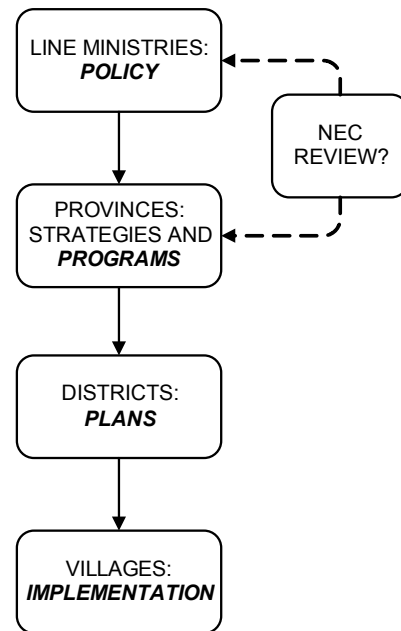 LINE MINISTRIES:
POLICY
NEC
REVIEW?
PROVINCES:
STRATEGIES AND
PROGRAMS
DISTRICTS:
PLANS
VILLAGES:
IMPLEMENTATION